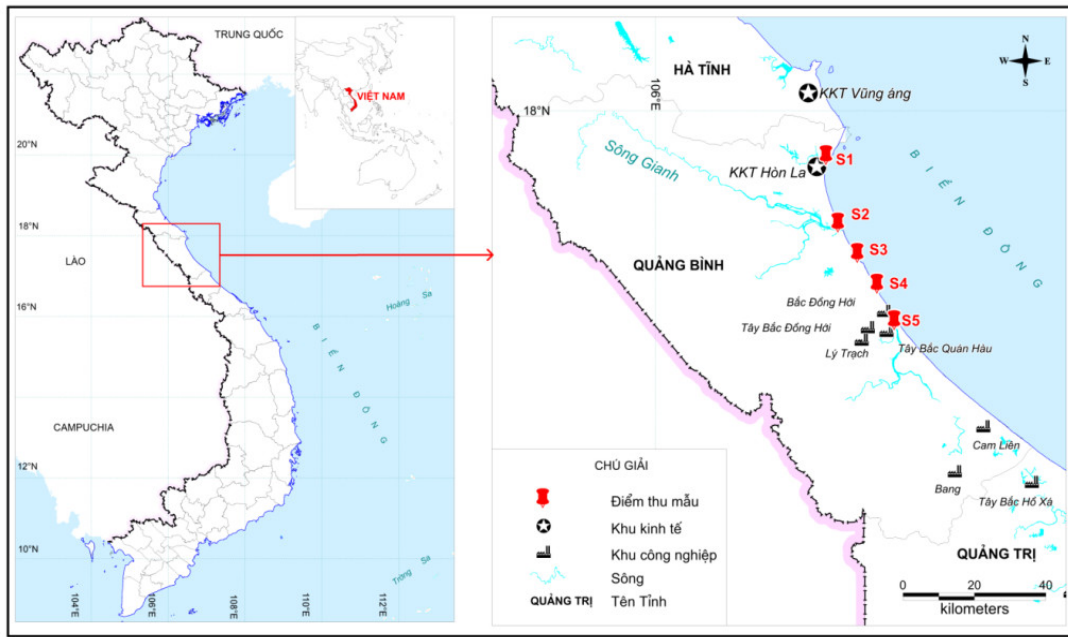 TRUNG QUỐC
VIỆT NAM
20°N
18°N
LÀO
16°N
Hoàng Sa
BIỂN ĐÔNG
CAMPUCHIA
12°N
10°N
Trường Sa
104°E
106°E
108°E
110°E
112°E
HÀ TĨNH
106°E
18°N
KKT Vũng áng
N
W
E
S
S1
KKT Hòn La
Sông Gianh
BIỂN ĐÔNG
S2
S3
QUẢNG BÌNH
S4
Bắc Đồng Hới
S5
Tây Bắc Đồng Hới
Lý Trạch
Tây Bắc Quán Hàu
Cam Liên
Bang
Tây Bắc Hồ Xá
QUẢNG TRỊ
CHÚ GIẢI
Điểm thu mẫu
Khu kinh tế
Khu công nghiệp
Sông
QUẢNG TRỊ Tên Tỉnh
0 20 40
kilometers